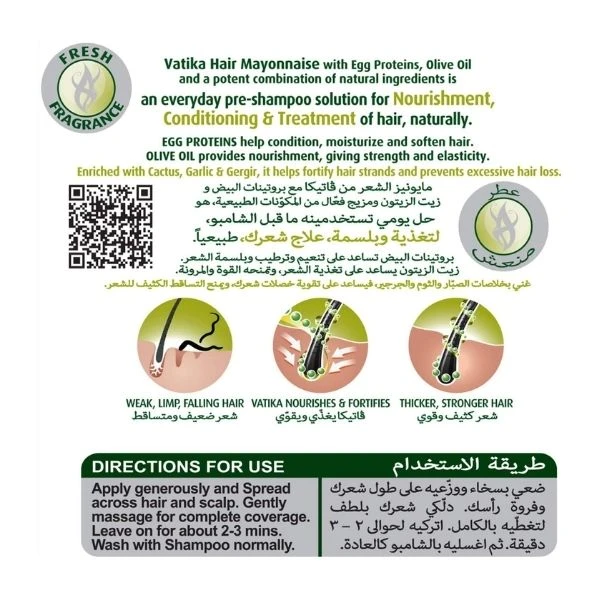 FRESH
FRAGRANCE
Vatika Hair Mayonnaise with Egg Proteins, Olive Oil
and a potent combination of natural ingredients is
an everyday pre-shampoo solution for Nourishment,
Conditioning & Treatment of hair, naturally.
EGG PROTEINS help condition, moisturize and soften hair.
OLIVE OIL provides nourishment, giving strength and elasticity.
Enriched with Cactus, Garlic & Gergir, it helps fortify hair strands and prevents excessive hair loss.
مايونيز الشعر من ڤاتيكا مع بروتينات البيض و
زيت الزيتون ومزيج فعّال من المكوّنات الطبيعية، هو
حل يومي تستخدمينه ما قبل الشامبو،
لتغذية وبلسمة، علاج شعرك، طبيعياً.
بروتينات البيض تساعد على تنعيم وترطيب وبلسمة الشعر.
زيت الزيتون يساعد على تغذية الشعر، وتمنحه القوة والمرونة.
غني بخلاصات الصبّار والثوم والجرجير، فيساعد على تقوية خصلات شعرك، ويمنع التساقط الكثيف للشعر.
عطر
منعش
WEAK, LIMP, FALLING HAIR
شعر ضعيف ومتساقط
VATIKA NOURISHES & FORTIFIES
ڤاتيكا يغذّي ويقوّي
THICKER, STRONGER HAIR
شعر كثيف وقوي
DIRECTIONS FOR USE
Apply generously and Spread
across hair and scalp. Gently
massage for complete coverage.
Leave on for about 2-3 mins.
Wash with Shampoo normally.
طريقة الاستخدام
ضعي بسخاء ووزّعيه على طول شعرك
وفروة رأسك. دلّكي شعرك بلطف
لتغطّيه بالكامل. اتركيه لحوالى ٢ – ٣
دقيقة. ثم اغسليه بالشامبو كالعادة.